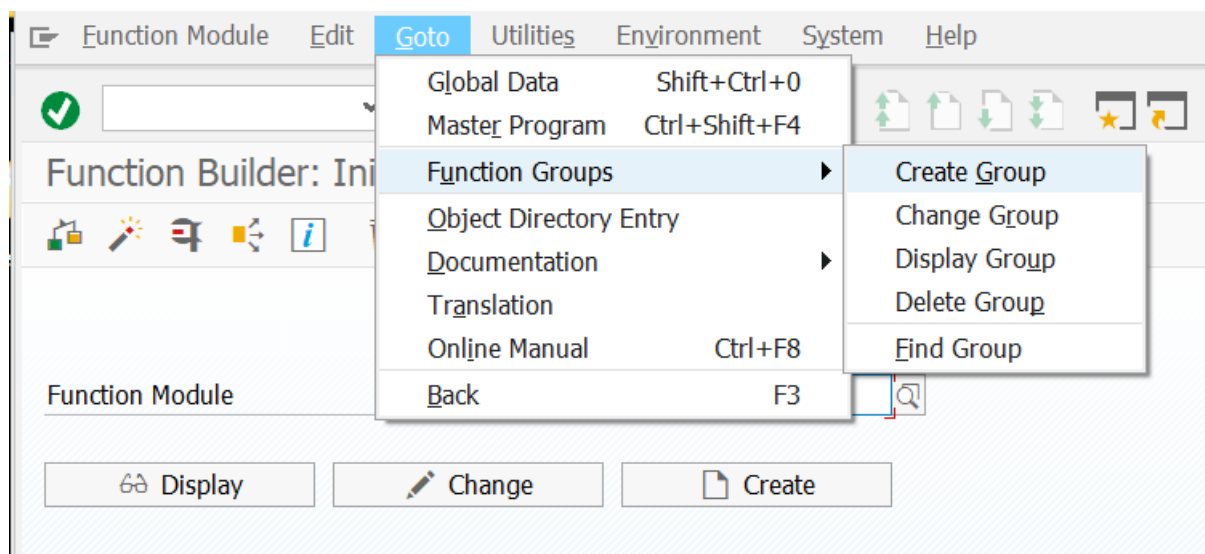 Function Module Edit Goto Utilities Environment System Help
Global Data Shift+Ctrl+0
Master Program Ctrl+Shift+F4
Function Builder: Ini
Function Groups
Create Group
Object Directory Entry
Change Group
i
Documentation
Display Group
Translation
Delete Group
Online Manual Ctrl+F8
Find Group
Function Module
Back F3
Display Change Create